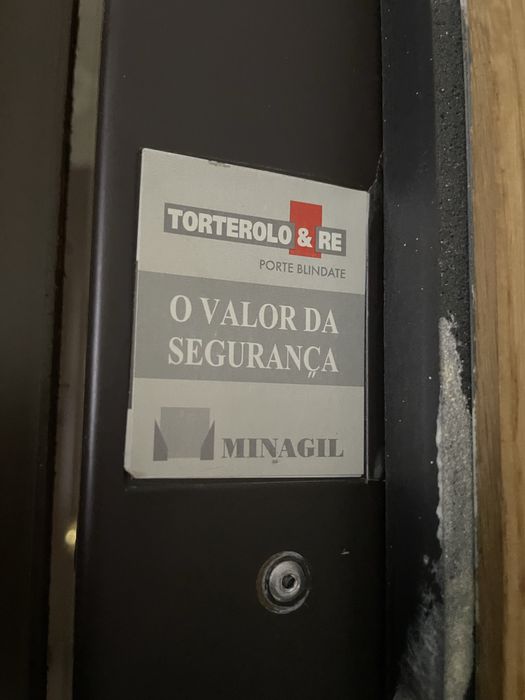 TORTEROLO & RE
PORTE BLINDATE
O VALOR DA
SEGURANÇA
MINAGIL